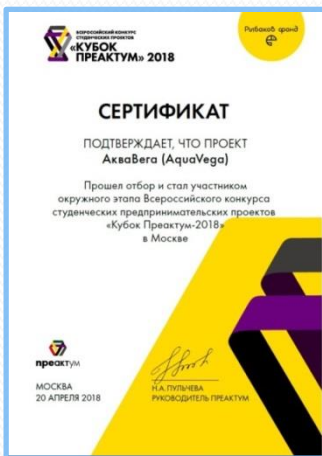 ВСЕРОССИЙСКИЙ КОНКУРС
СТУДЕНЧЕСКИХ ПРОЕКТОВ
«КУБОК
ПРЕАКТУМ» 2018
Рыбаков фонд
СЕРТИФИКАТ
ПОДТВЕРЖДАЕТ, ЧТО ПРОЕКТ
АкваВега (AquaVega)
Прошел отбор и стал участником
окружного этапа Всероссийского конкурса
студенческих предпринимательских проектов
«Кубок Преактум-2018»
в Москве
преактум
МОСКВА
20 АПРЕЛЯ 2018
Н.А. ПУЛЬЧЕВА
РУКОВОДИТЕЛЬ ПРЕАКТУМ